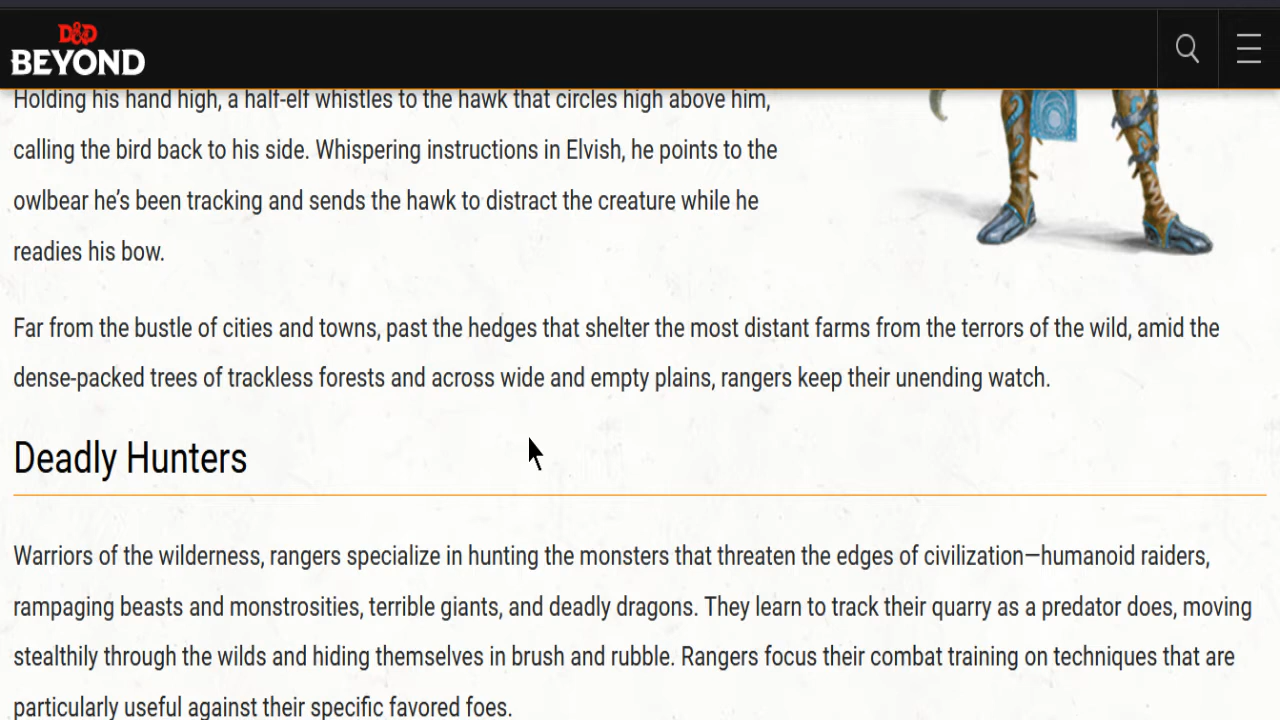 D&D
BEYOND
Holding his hand high, a half-elf whistles to the hawk that circles high above him,
calling the bird back to his side. Whispering instructions in Elvish, he points to the
owlbear he’s been tracking and sends the hawk to distract the creature while he
readies his bow.
Far from the bustle of cities and towns, past the hedges that shelter the most distant farms from the terrors of the wild, amid the
dense-packed trees of trackless forests and across wide and empty plains, rangers keep their unending watch.
Deadly Hunters
Warriors of the wilderness, rangers specialize in hunting the monsters that threaten the edges of civilization—humanoid raiders,
rampaging beasts and monstrosities, terrible giants, and deadly dragons. They learn to track their quarry as a predator does, moving
stealthily through the wilds and hiding themselves in brush and rubble. Rangers focus their combat training on techniques that are
particularly useful against their specific favored foes.